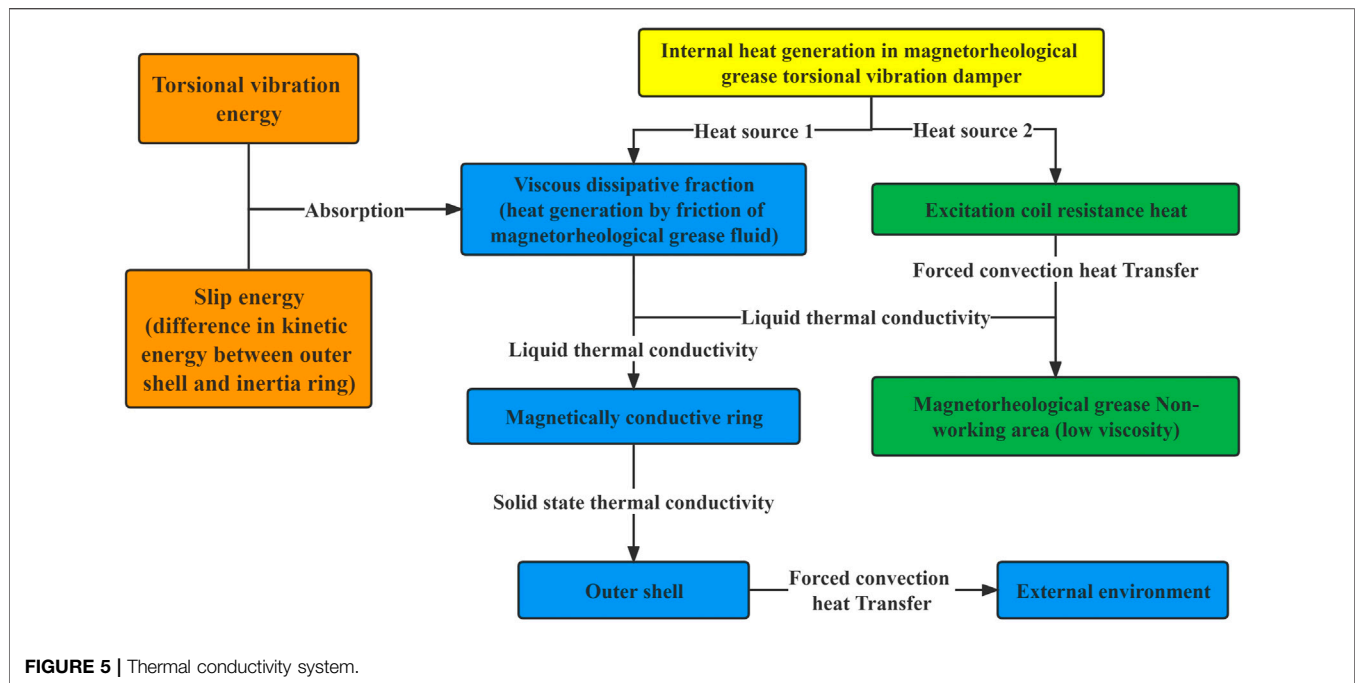 Internal heat generation in magnetorheological
grease torsional vibration damper
Torsional vibration
energy
Heat source 1
Heat source 2
Viscous dissipative fraction
(heat generation by friction of
magnetorheological grease fluid)
Absorption
Excitation coil resistance heat
Forced convection heat Transfer
Slip energy
(difference in kinetic
energy between outer
shell and inertia ring)
Liquid thermal conductivity
Liquid thermal conductivity
Magnetically conductive ring
Magnetorheological grease Non-
working area (low viscosity)
Solid state thermal conductivity
Outer shell
Forced convection
heat Transfer
External environment
FIGURE 5 | Thermal conductivity system.